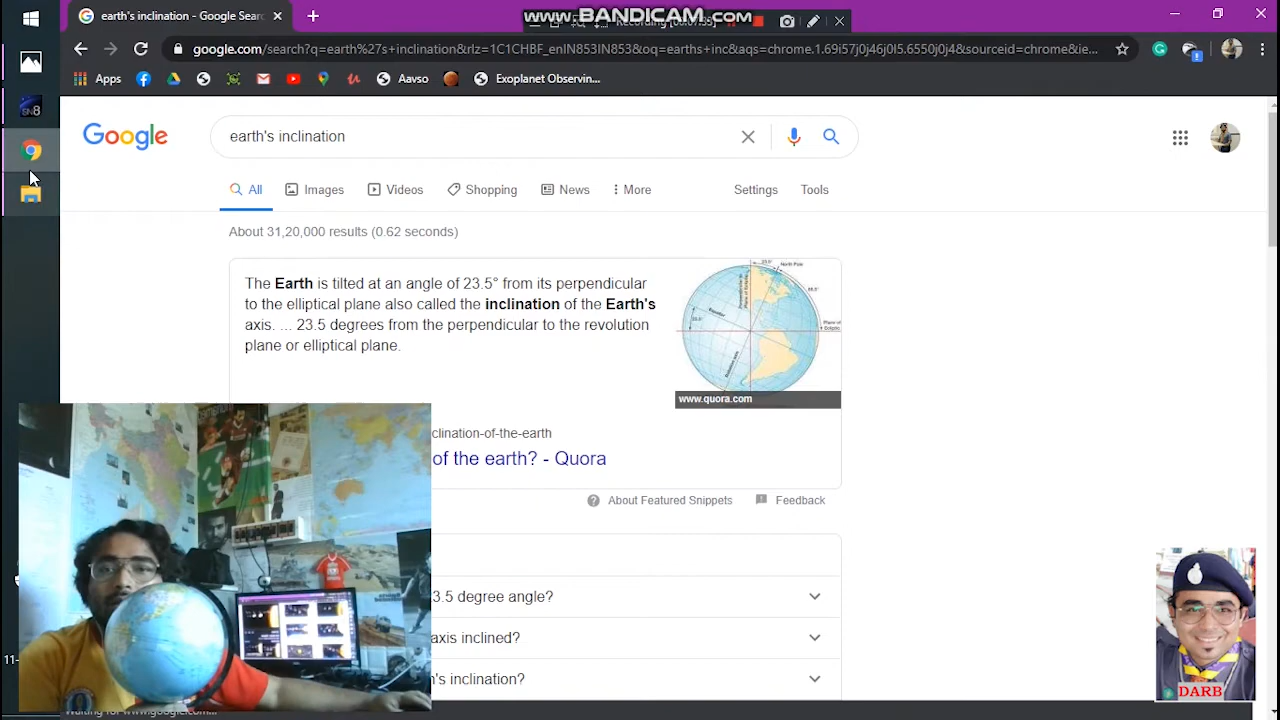 earth's inclination - Google Sear
www.BANDICAM.com
google.com/search?q=earth%27s+inclination&rlz=1C1CHBF_enIN853IN853&oq=earths+inc&aqs=chrome.1.69i57j0j46j0l5.6550j0j4&sourceid=chrome&ie...
Apps
Aavso
Exoplanet Observin...
SN8
Google
earth's inclination
All
Images
Videos
Shopping
News
More
Settings
Tools
About 31,20,000 results (0.62 seconds)
The Earth is tilted at an angle of 23.5° from its perpendicular
to the elliptical plane also called the inclination of the Earth's
axis. ... 23.5 degrees from the perpendicular to the revolution
plane or elliptical plane.
North Pole
www.quora.com
clination-of-the-earth
of the earth? - Quora
About Featured Snippets
Feedback
3.5 degree angle?
axis inclined?
h's inclination?
DARB